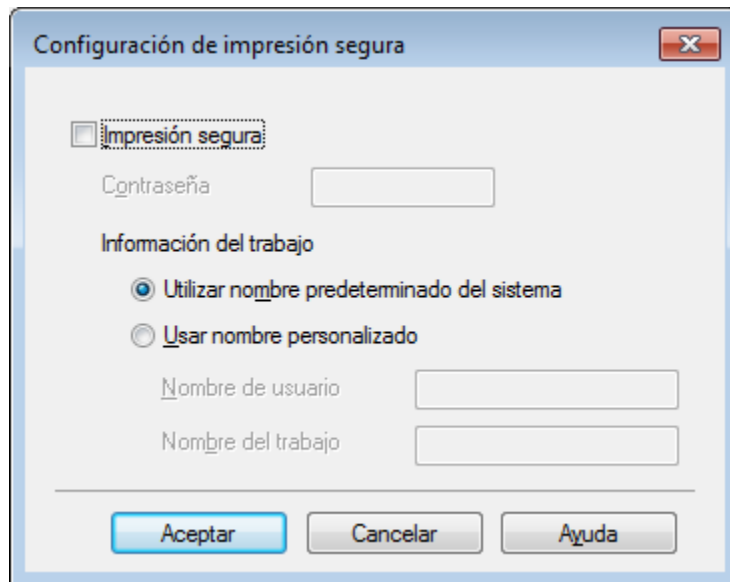 Configuración de impresión segura
Impresión segura
Contraseña
Información del trabajo
Utilizar nombre predeterminado del sistema
Usar nombre personalizado
Nombre de usuario
Nombre del trabajo
Aceptar Cancelar Ayuda